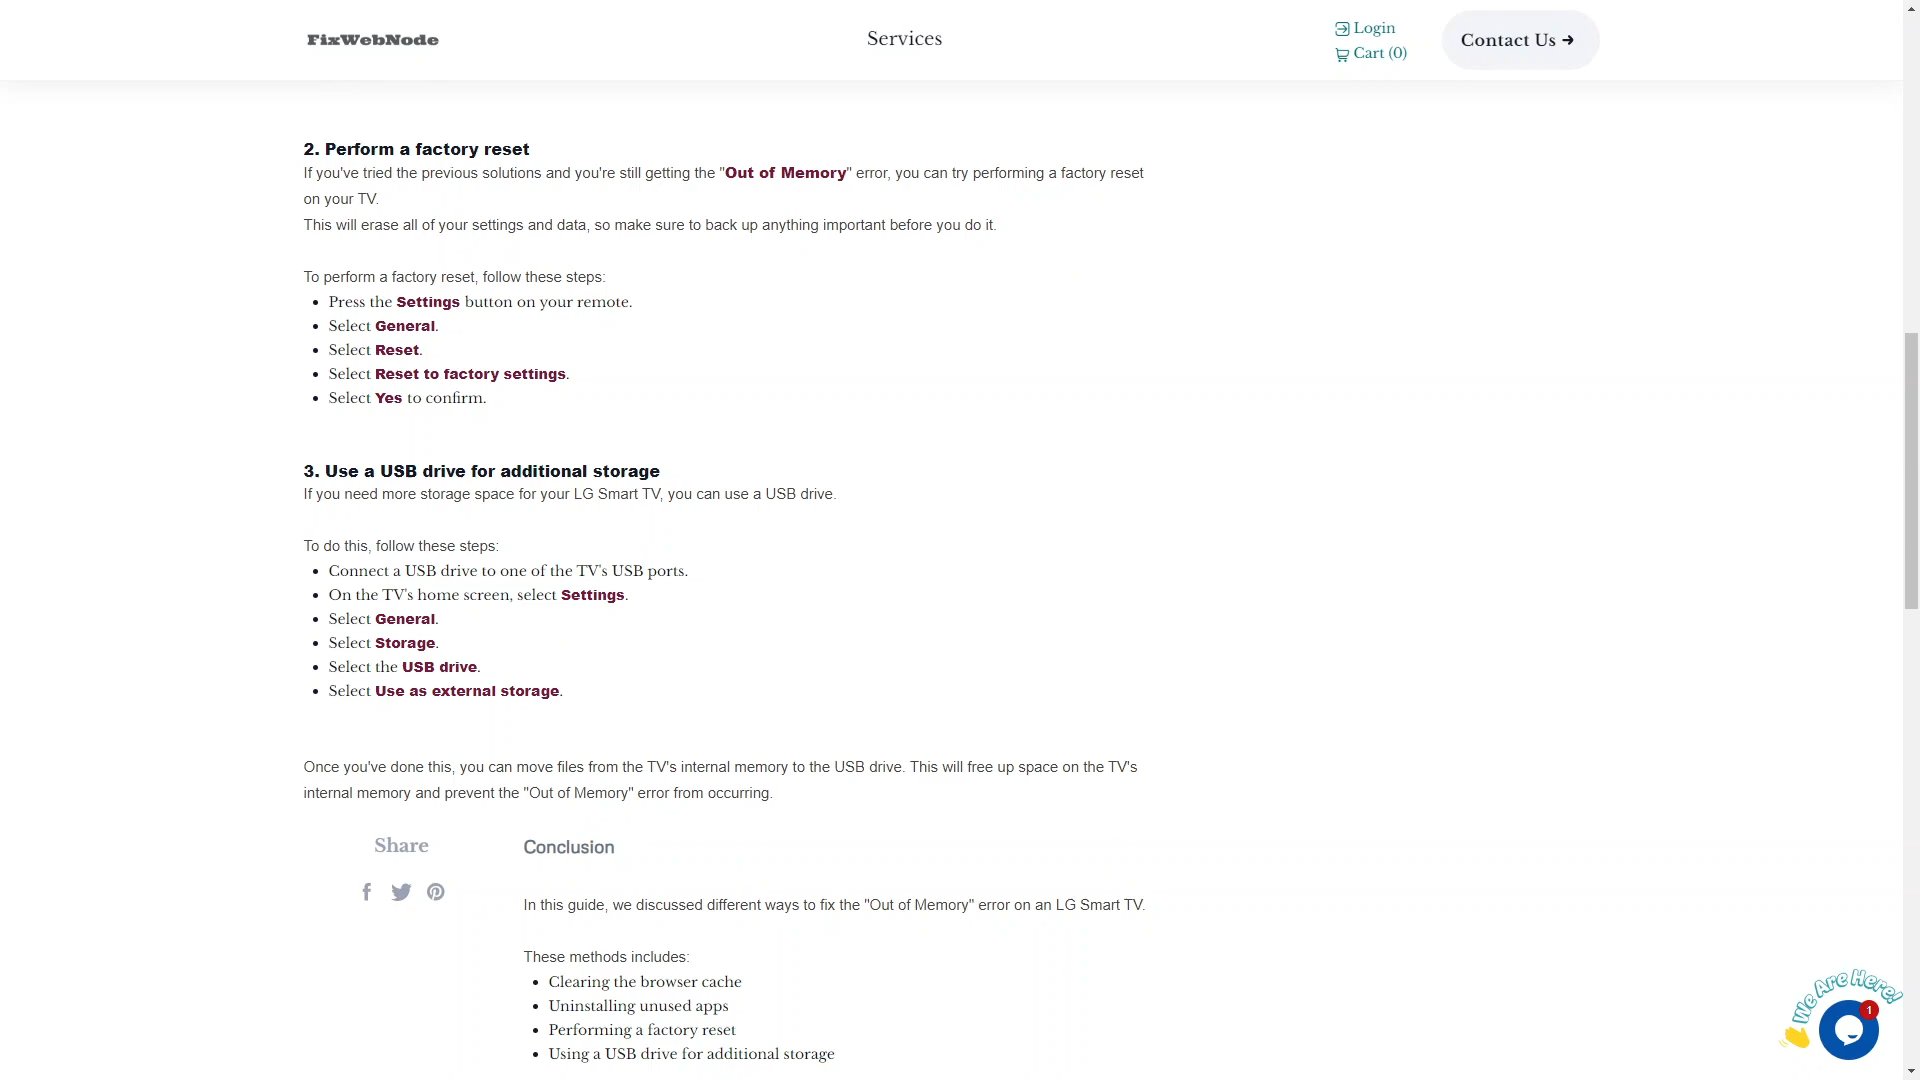 FixWebNode
Services
Login
Cart (0)
Contact Us
2. Perform a factory reset
If you've tried the previous solutions and you're still getting the "Out of Memory" error, you can try performing a factory reset
on your TV.
This will erase all of your settings and data, so make sure to back up anything important before you do it.
To perform a factory reset, follow these steps:
Press the Settings button on your remote.
Select General.
Select Reset.
Select Reset to factory settings.
Select Yes to confirm.
3. Use a USB drive for additional storage
If you need more storage space for your LG Smart TV, you can use a USB drive.
To do this, follow these steps:
Connect a USB drive to one of the TV's USB ports.
On the TV's home screen, select Settings.
Select General.
Select Storage.
Select the USB drive.
Select Use as external storage.
Once you've done this, you can move files from the TV's internal memory to the USB drive. This will free up space on the TV's
internal memory and prevent the "Out of Memory" error from occurring.
Share
Conclusion
In this guide, we discussed different ways to fix the "Out of Memory" error on an LG Smart TV.
These methods includes:
Clearing the browser cache
Uninstalling unused apps
Performing a factory reset
Using a USB drive for additional storage
We Are Here!
1